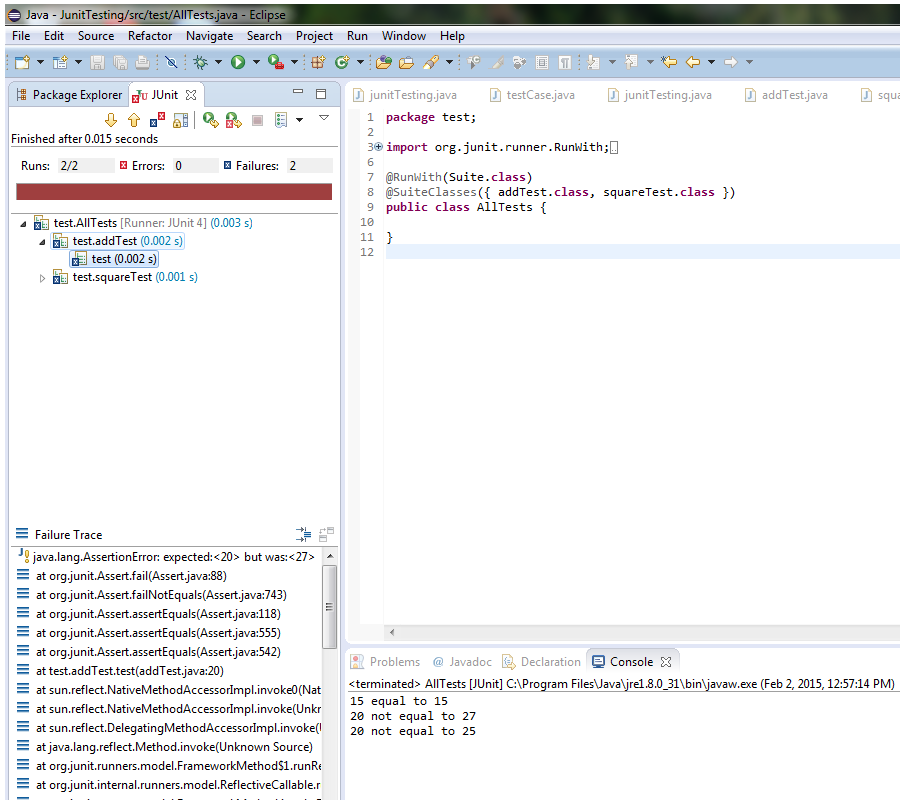 Java - JunitTesting/src/test/AllTests.java - Eclipse
File Edit Source Refactor Navigate Search Project Run Window Help
Package Explorer JUnit
Finished after 0.015 seconds
Runs: 2/2 Errors: 0 Failures: 2
test.AllTests [Runner: JUnit 4] (0.003 s)
test.addTest (0.002 s)
test (0.002 s)
test.squareTest (0.001 s)
Failure Trace
java.lang.AssertionError: expected:<20> but was:<27>
at org.junit.Assert.fail(Assert.java:88)
at org.junit.Assert.failNotEquals(Assert.java:743)
at org.junit.Assert.assertEquals(Assert.java:118)
at org.junit.Assert.assertEquals(Assert.java:555)
at org.junit.Assert.assertEquals(Assert.java:542)
at test.addTest.test(addTest.java:20)
at sun.reflect.NativeMethodAccessorImpl.invoke0(Nat
at sun.reflect.NativeMethodAccessorImpl.invoke(Unkr
at sun.reflect.DelegatingMethodAccessorImpl.invoke(
at java.lang.reflect.Method.invoke(Unknown Source)
at org.junit.runners.model.FrameworkMethod$1.runRe
at org.junit.internal.runners.model.ReflectiveCallable.r
junitTesting.java testCase.java junitTesting.java addTest.java squa
1 package test;
2
3 import org.junit.runner.RunWith;
6
7 @RunWith(Suite.class)
8 @SuiteClasses({ addTest.class, squareTest.class })
9 public class AllTests {
10
11 }
12
Problems Javadoc Declaration Console
<terminated> AllTests [JUnit] C:\Program Files\Java\jre1.8.0_31\bin\javaw.exe (Feb 2, 2015, 12:57:14 PM)
15 equal to 15
20 not equal to 27
20 not equal to 25